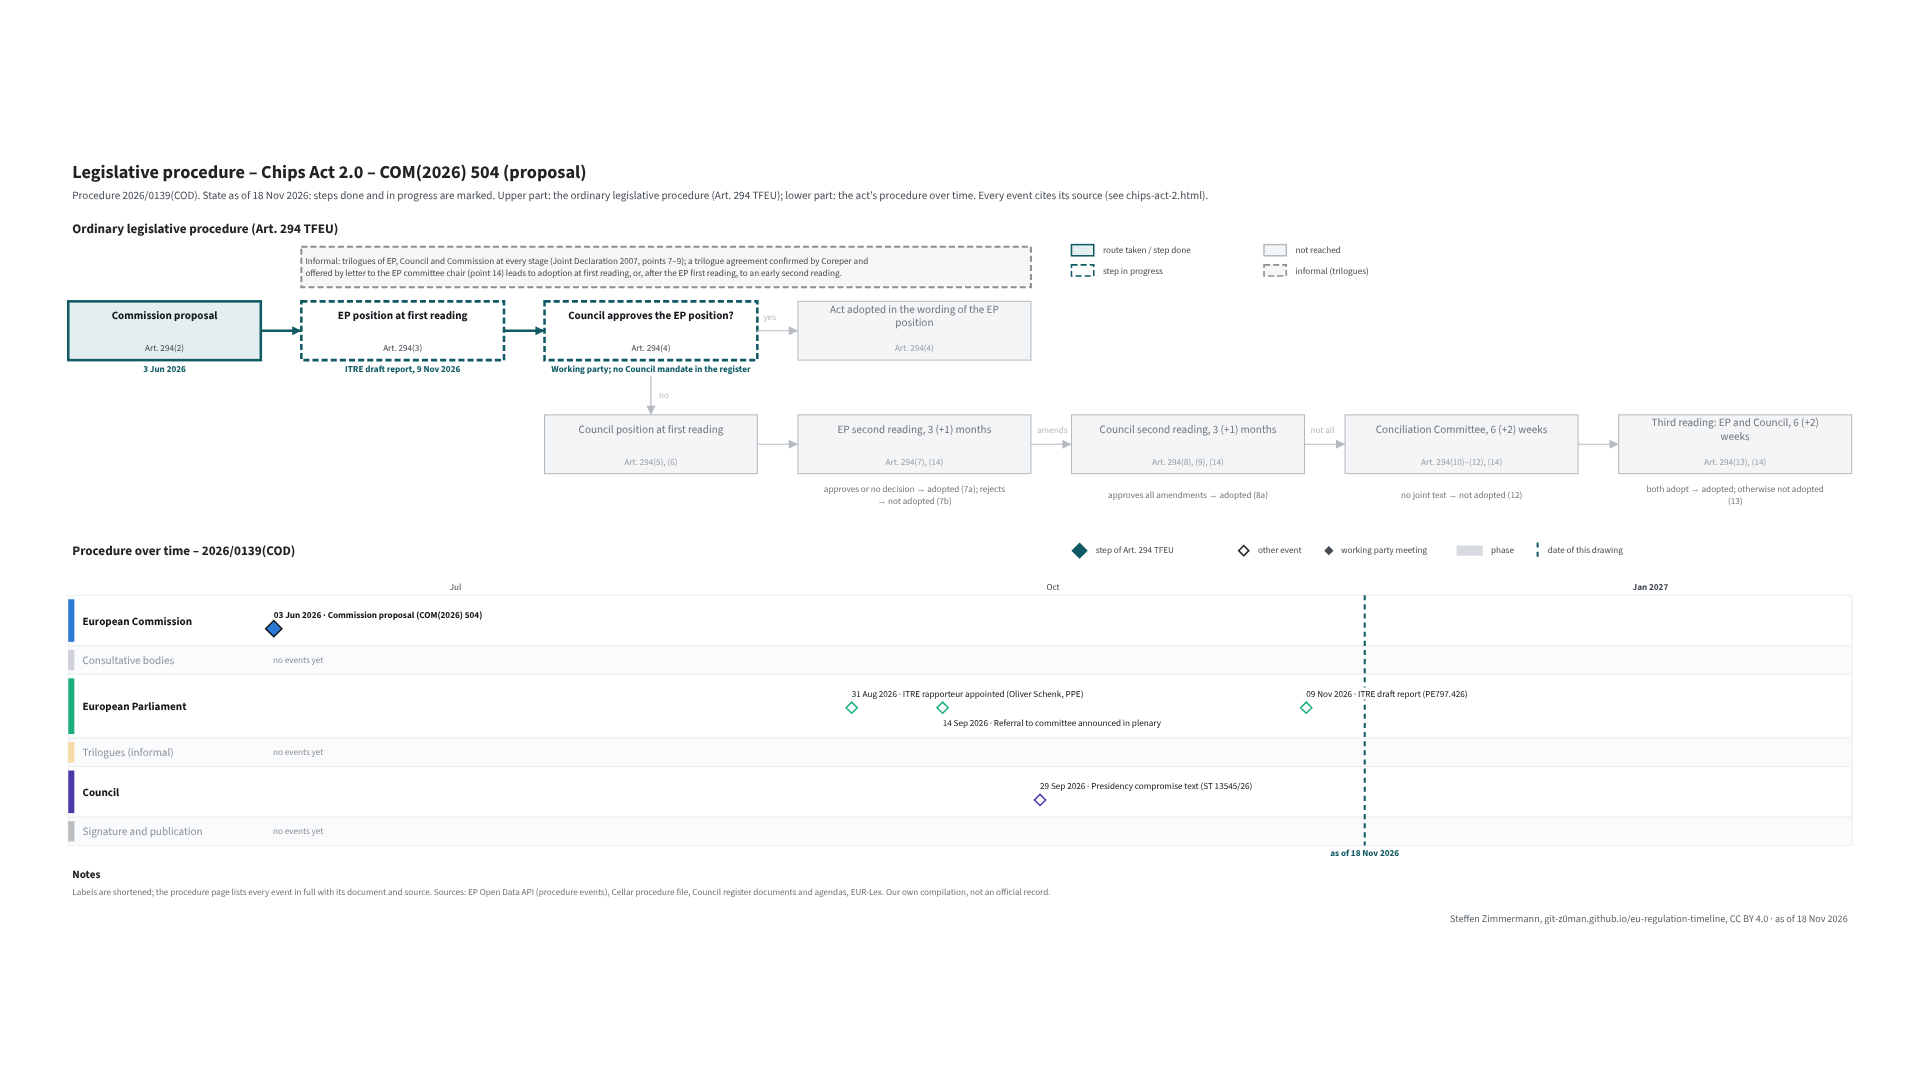 Legislative procedure – Chips Act 2.0 – COM(2026) 504 (proposal)
Procedure 2026/0139(COD). State as of 18 Nov 2026: steps done and in progress are marked. Upper part: the ordinary legislative procedure (Art. 294 TFEU); lower part: the act's procedure over time. Every event cites its source (see chips-act-2.html).
Ordinary legislative procedure (Art. 294 TFEU)
Informal: trilogues of EP, Council and Commission at every stage (Joint Declaration 2007, points 7–9); a trilogue agreement confirmed by Coreper and
offered by letter to the EP committee chair (point 14) leads to adoption at first reading, or, after the EP first reading, to an early second reading.
route taken / step done
not reached
step in progress
informal (trilogues)
Commission proposal
Art. 294(2)
3 Jun 2026
EP position at first reading
Art. 294(3)
ITRE draft report, 9 Nov 2026
Council approves the EP position?
Art. 294(4)
Working party; no Council mandate in the register
yes
Act adopted in the wording of the EP
position
Art. 294(4)
no
Council position at first reading
Art. 294(5), (6)
EP second reading, 3 (+1) months
Art. 294(7), (14)
approves or no decision → adopted (7a); rejects
→ not adopted (7b)
amends
Council second reading, 3 (+1) months
Art. 294(8), (9), (14)
approves all amendments → adopted (8a)
not all
Conciliation Committee, 6 (+2) weeks
Art. 294(10)–(12), (14)
no joint text → not adopted (12)
Third reading: EP and Council, 6 (+2)
weeks
Art. 294(13), (14)
both adopt → adopted; otherwise not adopted
(13)
Procedure over time – 2026/0139(COD)
step of Art. 294 TFEU
other event
working party meeting
phase
date of this drawing
Jul
Oct
Jan 2027
European Commission
03 Jun 2026 · Commission proposal (COM(2026) 504)
Consultative bodies
no events yet
European Parliament
31 Aug 2026 · ITRE rapporteur appointed (Oliver Schenk, PPE)
09 Nov 2026 · ITRE draft report (PE797.426)
14 Sep 2026 · Referral to committee announced in plenary
Trilogues (informal)
no events yet
Council
29 Sep 2026 · Presidency compromise text (ST 13545/26)
Signature and publication
no events yet
as of 18 Nov 2026
Notes
Labels are shortened; the procedure page lists every event in full with its document and source. Sources: EP Open Data API (procedure events), Cellar procedure file, Council register documents and agendas, EUR-Lex. Our own compilation, not an official record.
Steffen Zimmermann, git-z0man.github.io/eu-regulation-timeline, CC BY 4.0 · as of 18 Nov 2026